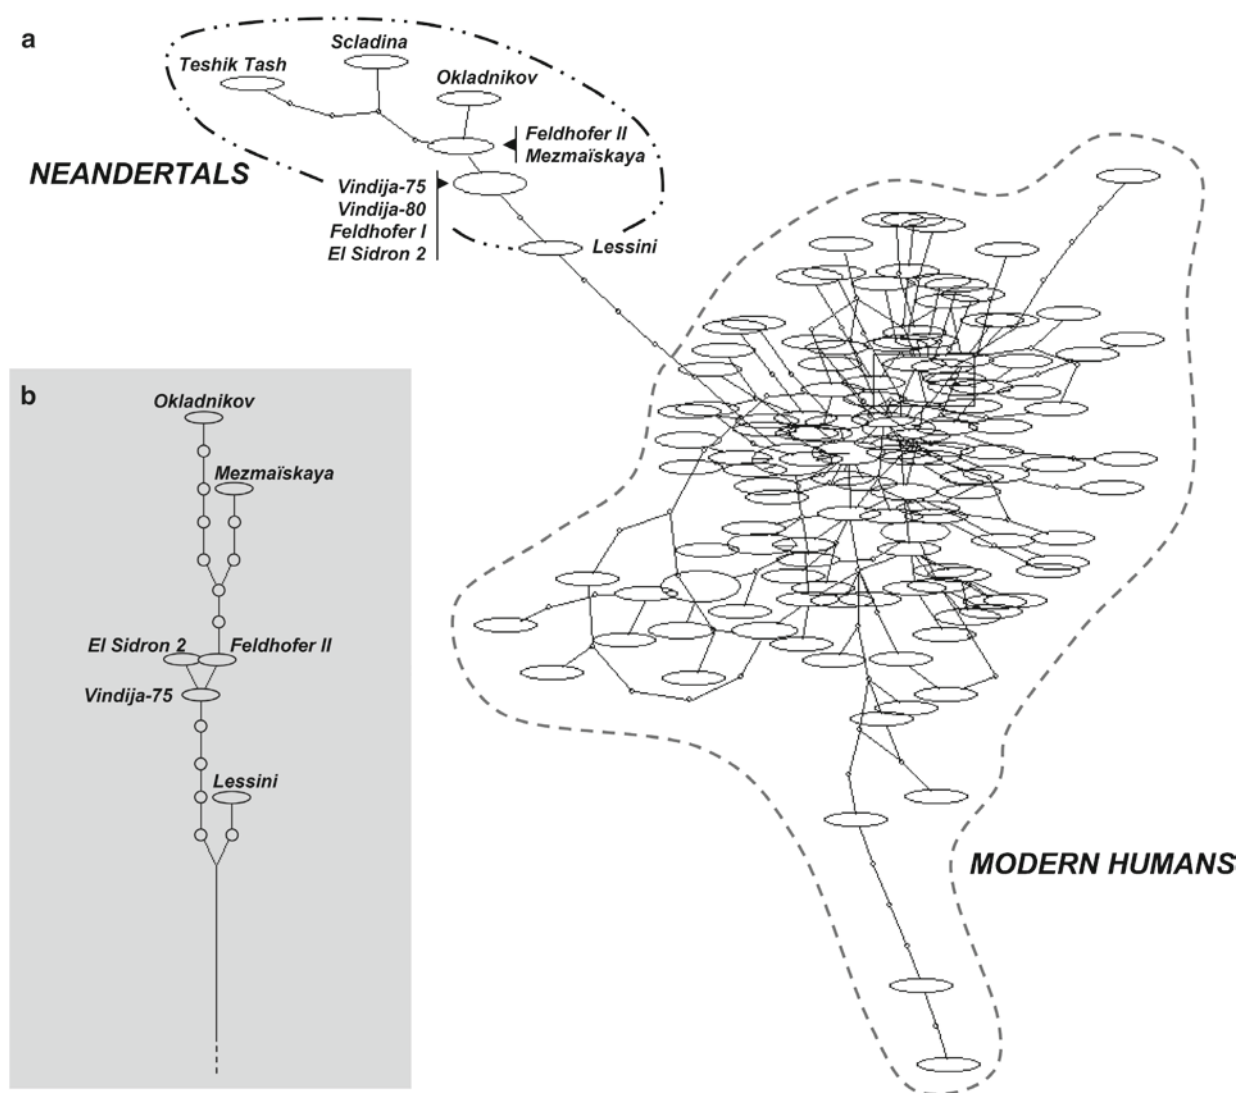 a
Scladina
Teshik Tash
Okladnikov
Feldhofer II
Mezmaïskaya
NEANDERTALS
Vindija-75
Vindija-80
Feldhofer I
El Sidron 2
Lessini
b
Okladnikov
Mezmaïskaya
El Sidron 2
Feldhofer II
Vindija-75
Lessini
MODERN HUMANS